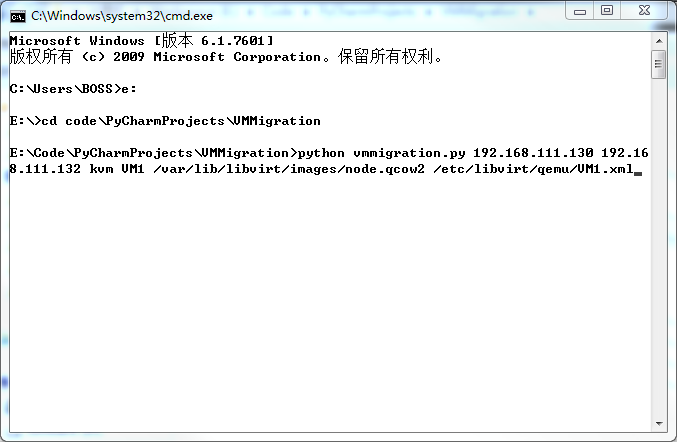 C:\Windows\system32\cmd.exe
Microsoft Windows [版本 6.1.7601]
版权所有 (c) 2009 Microsoft Corporation。保留所有权利。
C:\Users\BOSS>e:
E:\>cd code\PyCharmProjects\VMMigration
E:\Code\PyCharmProjects\VMMigration>python vmmigration.py 192.168.111.130 192.16
8.111.132 kvm VM1 /var/lib/libvirt/images/node.qcow2 /etc/libvirt/qemu/VM1.xml